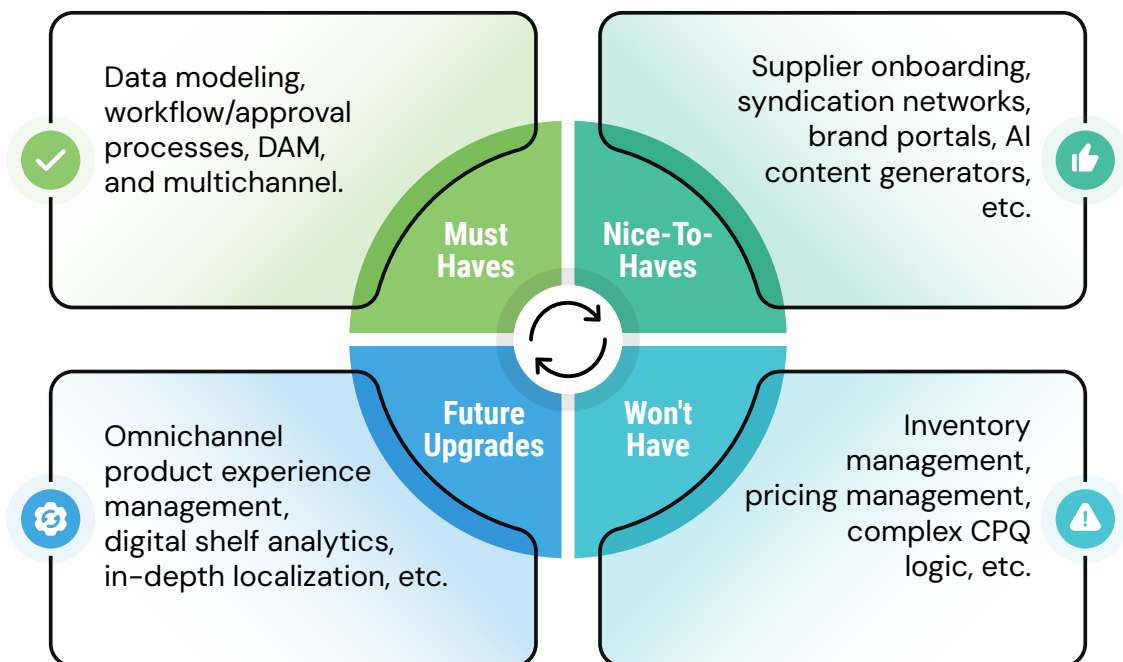 Data modeling,
workflow/approval
processes, DAM,
and multichannel.
Supplier onboarding,
syndication networks,
brand portals, AI
content generators,
etc.
Must
Haves
Nice-To-
Haves
Future
Upgrades
Won't
Have
Omnichannel
product experience
management,
digital shelf analytics,
in-depth localization, etc.
Inventory
management,
pricing management,
complex CPQ
logic, etc.